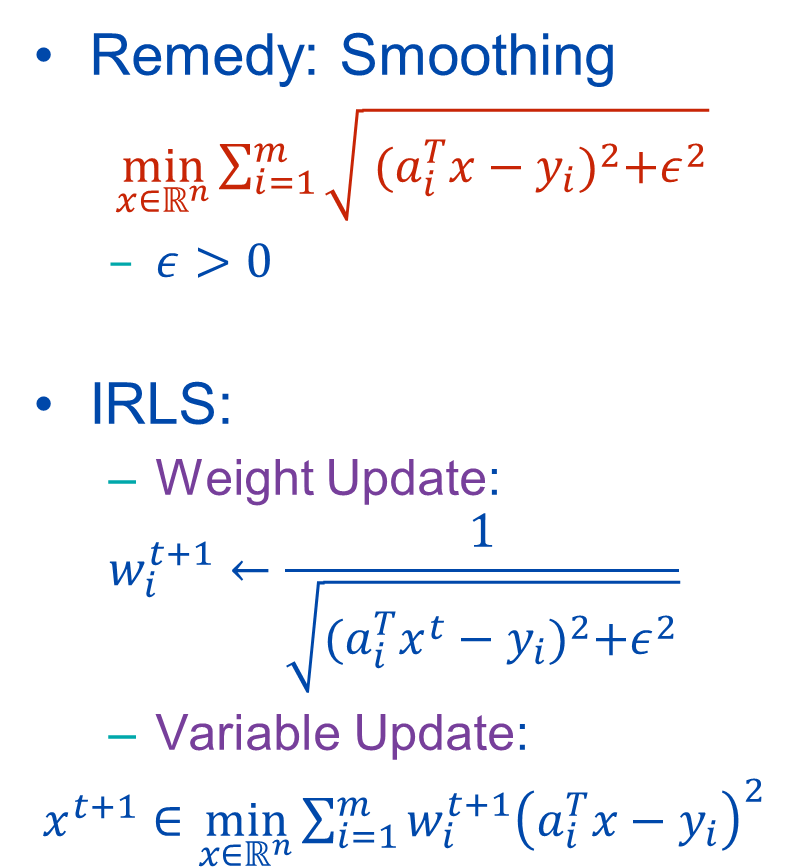 • Remedy: Smoothing
$\min_{x \in \mathbb{R}^n} \sum_{i=1}^{m} \sqrt{(a_i^T x - y_i)^2 + \epsilon^2}$
– $\epsilon > 0$
• IRLS:
– Weight Update:
$w_i^{t+1} \leftarrow \frac{1}{\sqrt{(a_i^T x^t - y_i)^2 + \epsilon^2}}$
– Variable Update:
$x^{t+1} \in \min_{x \in \mathbb{R}^n} \sum_{i=1}^{m} w_i^{t+1} (a_i^T x - y_i)^2$